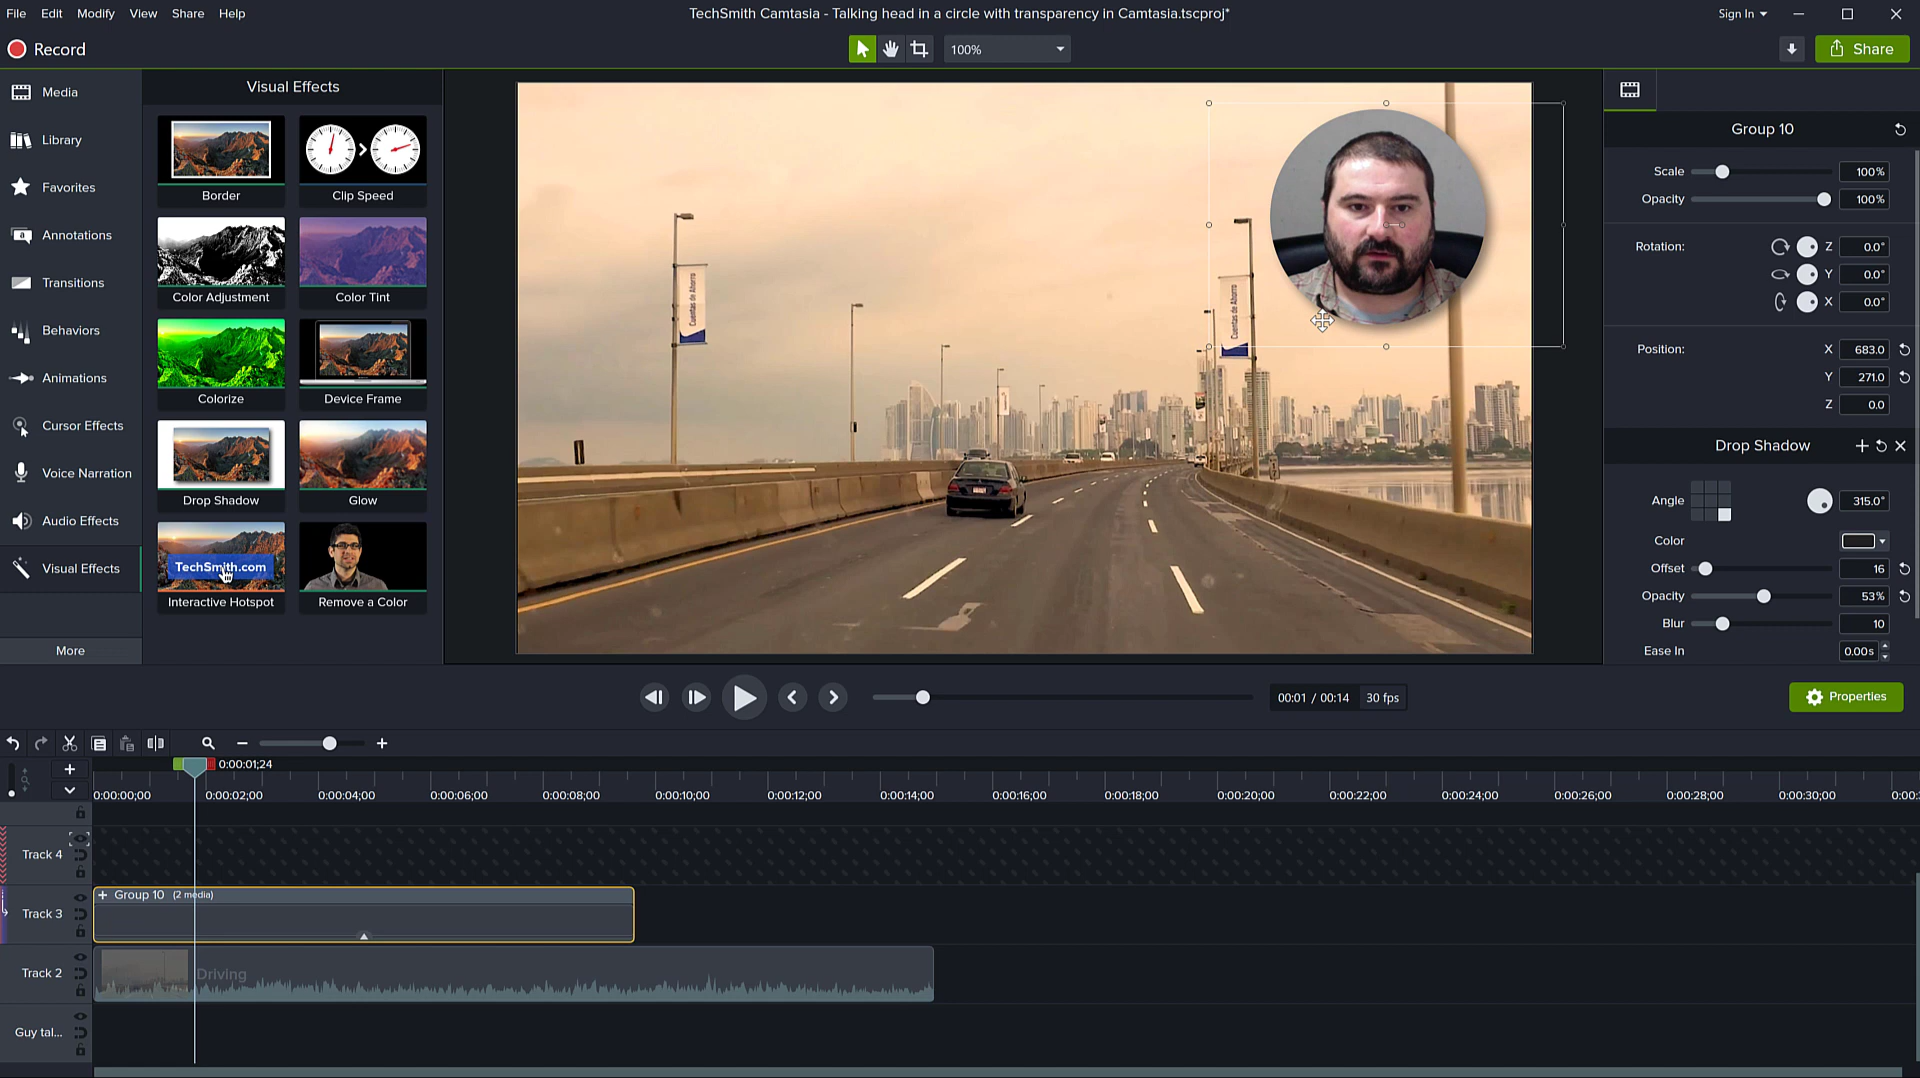 File Edit Modify View Share Help
TechSmith Camtasia - Talking head in a circle with transparency in Camtasia.tscproj*
Sign In
Record
100%
Share
Media
Library
Favorites
Annotations
Transitions
Behaviors
Animations
Cursor Effects
Voice Narration
Audio Effects
Visual Effects
More
Visual Effects
Border
Clip Speed
Color Adjustment
Color Tint
Colorize
Device Frame
Drop Shadow
Glow
TechSmith.com
Interactive Hotspot
Remove a Color
Cuentas de Ahorro
Cuentas de Ahorro
Group 10
Scale 100%
Opacity 100%
Rotation: Z 0.0°
Y 0.0°
X 0.0°
Position: X 683.0
Y 271.0
Z 0.0
Drop Shadow
Angle 315.0°
Color
Offset 16
Opacity 53%
Blur 10
Ease In 0.00s
00:01 / 00:14 30 fps
Properties
0:00:01;24
0:00:00;00 0:00:02;00 0:00:04;00 0:00:06;00 0:00:08;00 0:00:10;00 0:00:12;00 0:00:14;00 0:00:16;00 0:00:18;00 0:00:20;00 0:00:22;00 0:00:24;00 0:00:26;00 0:00:28;00 0:00:30;00 0:00:
Track 4
Track 3
+ Group 10 (2 media)
Track 2
Driving
Guy tal...